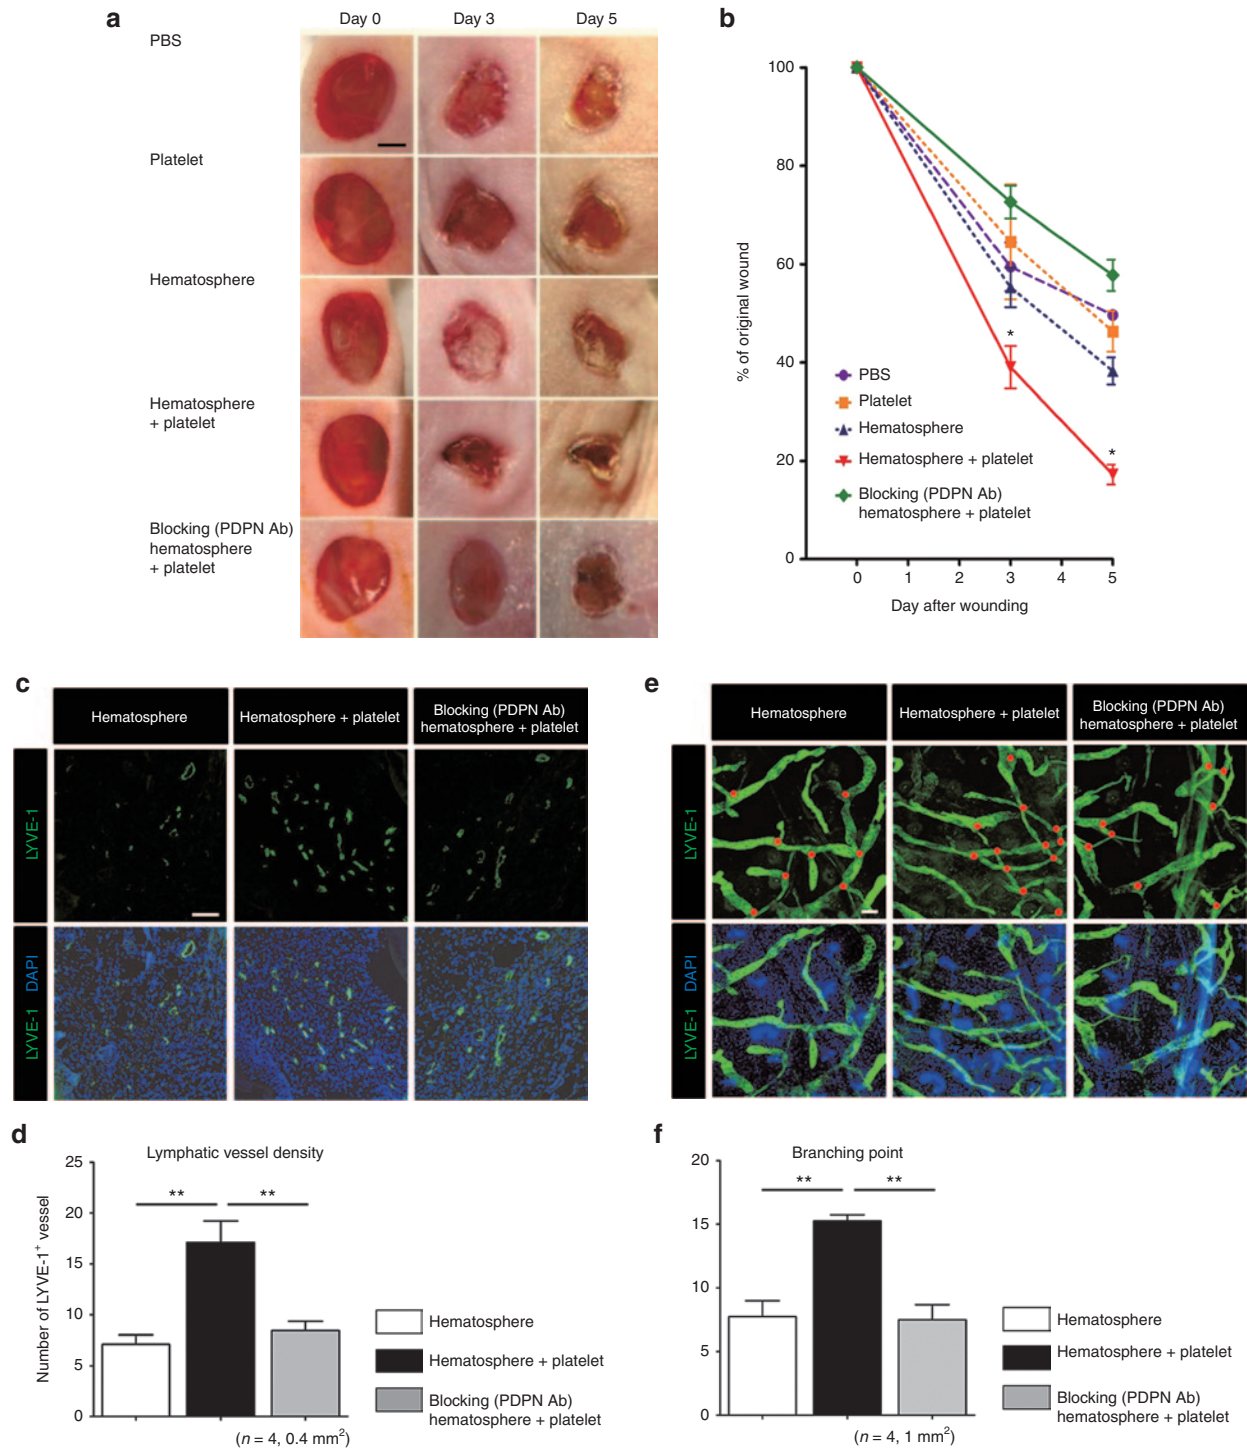 a
Day 0
Day 3
Day 5
PBS
Platelet
Hematosphere
Hematosphere
+ platelet
Blocking (PDPN Ab)
hematosphere
+ platelet
b
100
80
60
40
20
0
% of original wound
*
*
PBS
Platelet
Hematosphere
Hematosphere + platelet
Blocking (PDPN Ab)
hematosphere + platelet
0 1 2 3 4 5
Day after wounding
c
Hematosphere
Hematosphere + platelet
Blocking (PDPN Ab)
hematosphere + platelet
LYVE-1
LYVE-1 DAPI
e
Hematosphere
Hematosphere + platelet
Blocking (PDPN Ab)
hematosphere + platelet
LYVE-1
LYVE-1 DAPI
d
Lymphatic vessel density
25
20
15
10
5
0
Number of LYVE-1⁺ vessel
**
**
Hematosphere
Hematosphere + platelet
Blocking (PDPN Ab)
hematosphere + platelet
(n = 4, 0.4 mm²)
f
Branching point
20
15
10
5
0
**
**
Hematosphere
Hematosphere + platelet
Blocking (PDPN Ab)
hematosphere + platelet
(n = 4, 1 mm²)